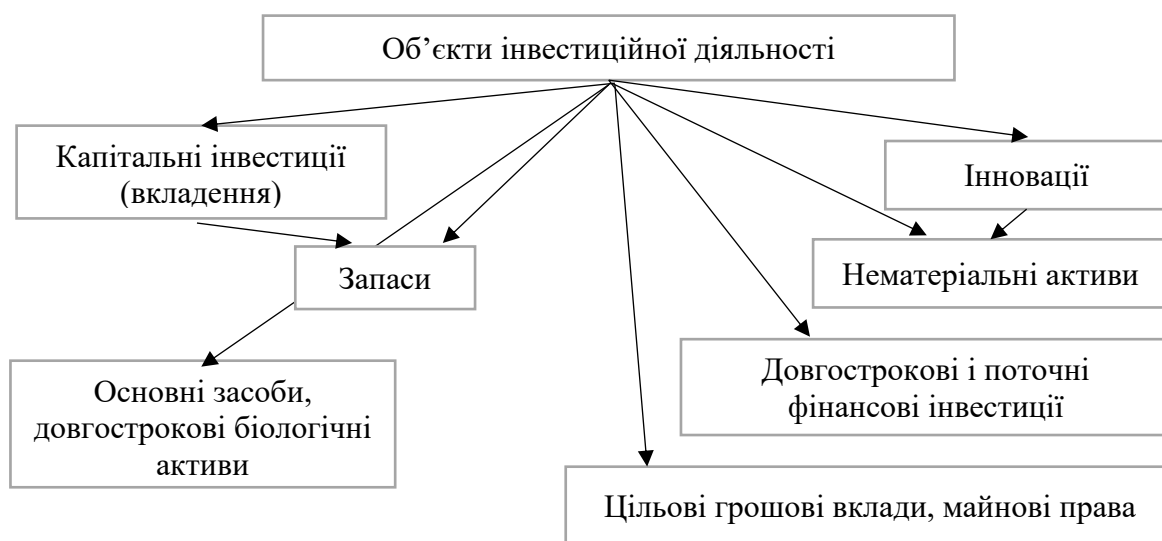 Об’єкти інвестиційної діяльності
Капітальні інвестиції
(вкладення)
Інновації
Запаси
Нематеріальні активи
Основні засоби,
довгострокові біологічні
активи
Довгострокові і поточні
фінансові інвестиції
Цільові грошові вклади, майнові права